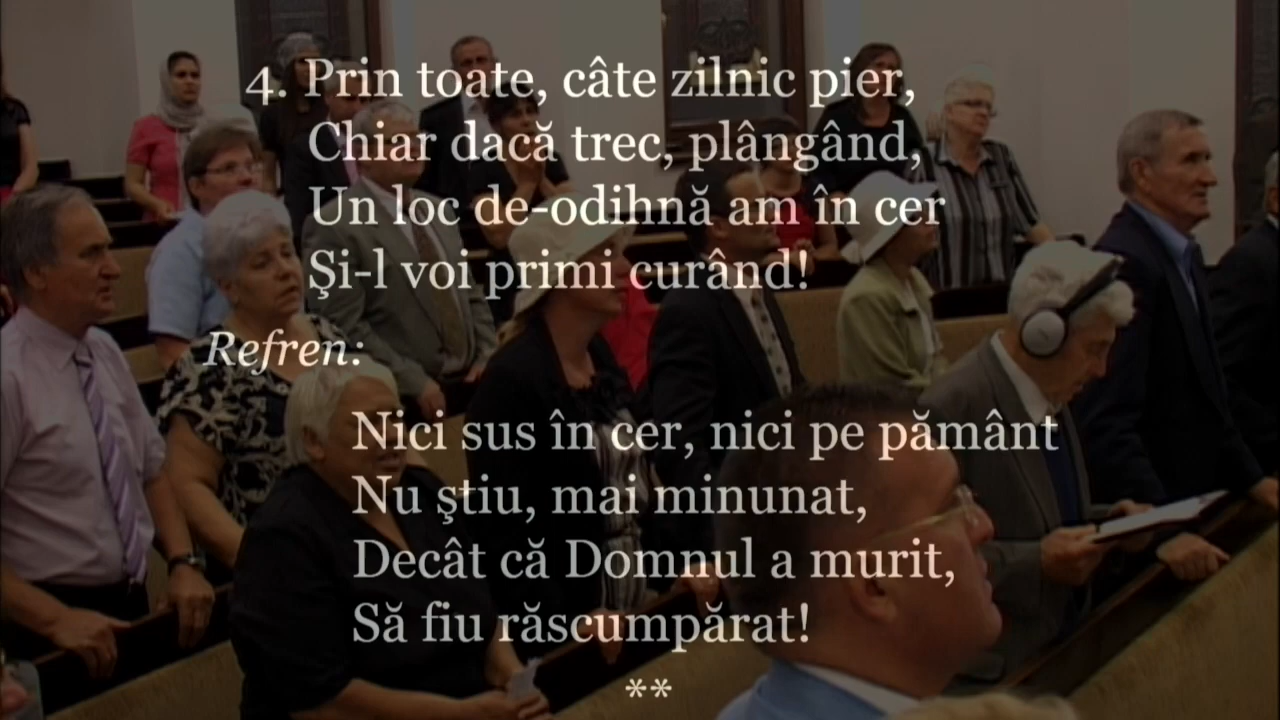 4. Prin toate, câte zilnic pier,
Chiar dacă trec, plângând,
Un loc de-odihnă am în cer
Şi-l voi primi curând!
Refren:
Nici sus în cer, nici pe pământ
Nu ştiu, mai minunat,
Decât că Domnul a murit,
Să fiu răscumpărat!
**